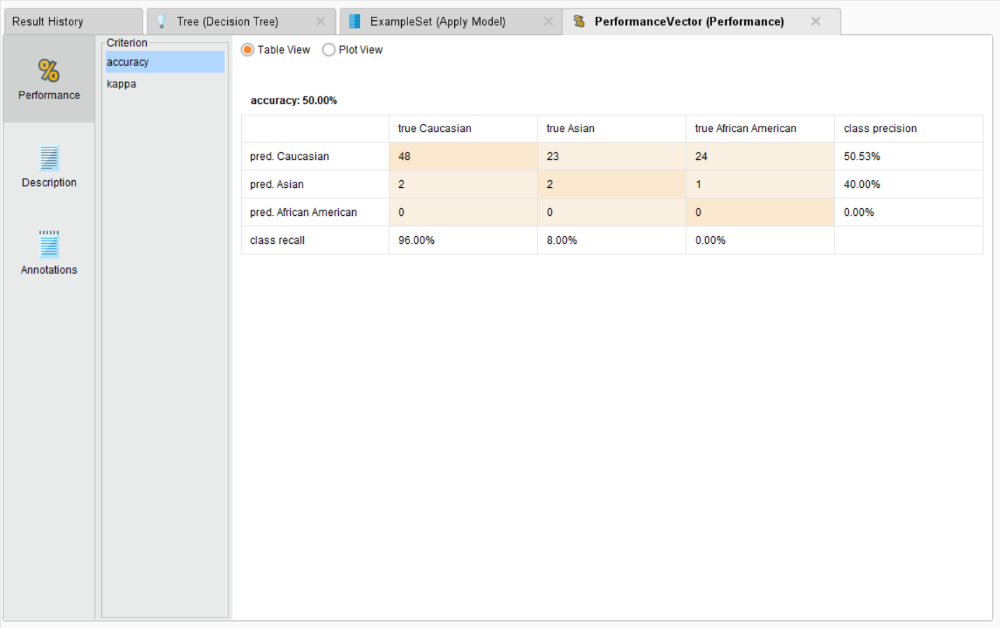 Result History
Tree (Decision Tree)
ExampleSet (Apply Model)
PerformanceVector (Performance)
%
Performance
Description
Annotations
Criterion
accuracy
kappa
Table View Plot View
accuracy: 50.00%
true Caucasian true Asian true African American class precision
pred. Caucasian 48 23 24 50.53%
pred. Asian 2 2 1 40.00%
pred. African American 0 0 0 0.00%
class recall 96.00% 8.00% 0.00%